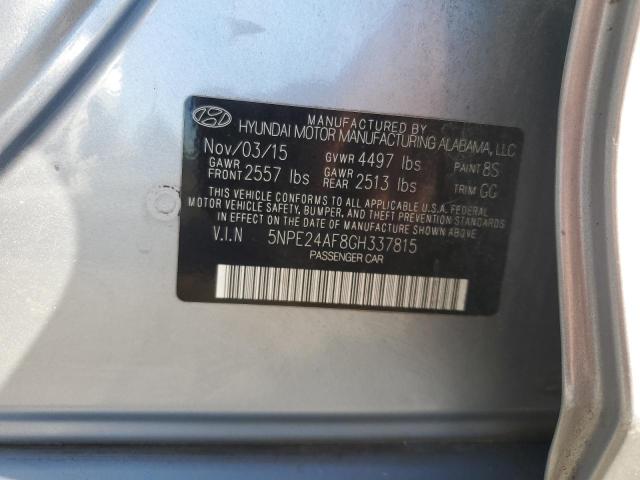 MANUFACTURED BY
HYUNDAI MOTOR MANUFACTURING ALABAMA, LLC
Nov/03/15 GVWR 4497 lbs PAINT 8S
GAWR FRONT 2557 lbs GAWR REAR 2513 lbs TRIM GG
THIS VEHICLE CONFORMS TO ALL APPLICABLE U.S.A. FEDERAL
MOTOR VEHICLE SAFETY, BUMPER, AND THEFT PREVENTION STANDARDS
IN EFFECT ON THE DATE OF MANUFACTURE SHOWN ABOVE.
V.I.N 5NPE24AF8GH337815
PASSENGER CAR